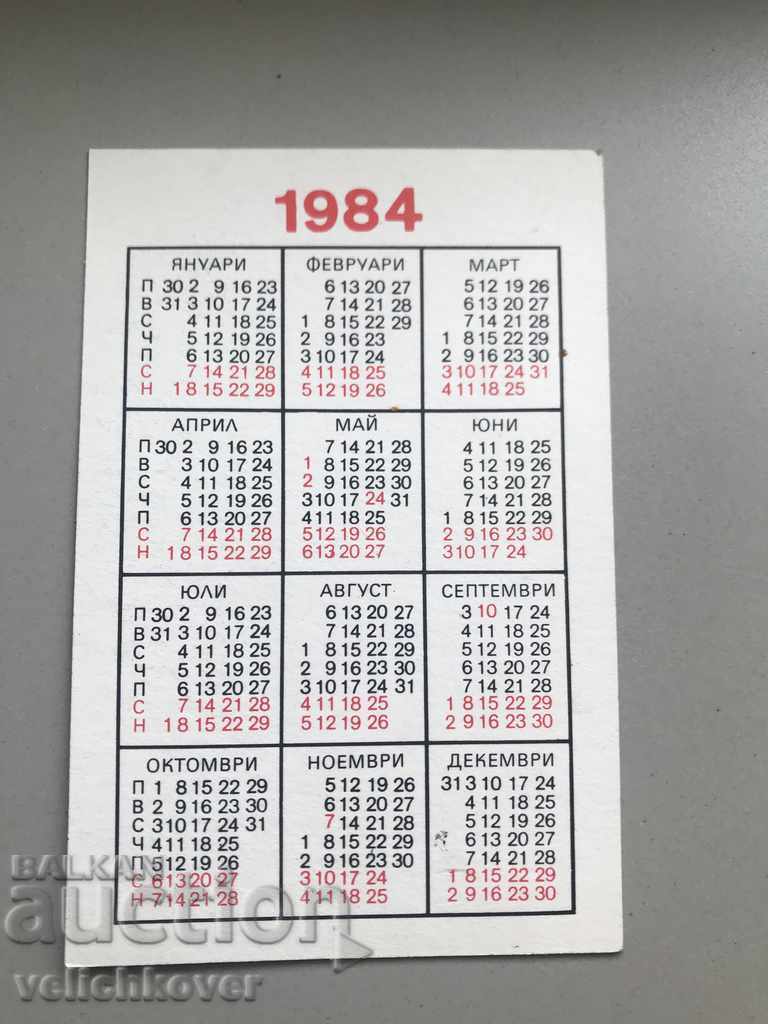 1984
ЯНУАРИ
П 30 2 9 16 23
В 31 3 10 17 24
С 4 11 18 25
Ч 5 12 19 26
П 6 13 20 27
С 7 14 21 28
Н 1 8 15 22 29
ФЕВРУАРИ
6 13 20 27
7 14 21 28
1 8 15 22 29
2 9 16 23
3 10 17 24
4 11 18 25
5 12 19 26
МАРТ
5 12 19 26
6 13 20 27
7 14 21 28
1 8 15 22 29
2 9 16 23 30
3 10 17 24 31
4 11 18 25
АПРИЛ
П 30 2 9 16 23
В 3 10 17 24
С 4 11 18 25
Ч 5 12 19 26
П 6 13 20 27
С 7 14 21 28
Н 1 8 15 22 29
МАЙ
7 14 21 28
1 8 15 22 29
2 9 16 23 30
3 10 17 24 31
4 11 18 25
5 12 19 26
6 13 20 27
ЮНИ
4 11 18 25
5 12 19 26
6 13 20 27
7 14 21 28
1 8 15 22 29
2 9 16 23 30
3 10 17 24
ЮЛИ
П 30 2 9 16 23
В 31 3 10 17 24
С 4 11 18 25
Ч 5 12 19 26
П 6 13 20 27
С 7 14 21 28
Н 1 8 15 22 29
АВГУСТ
6 13 20 27
7 14 21 28
1 8 15 22 29
2 9 16 23 30
3 10 17 24 31
4 11 18 25
5 12 19 26
СЕПТЕМВРИ
3 10 17 24
4 11 18 25
5 12 19 26
6 13 20 27
7 14 21 28
1 8 15 22 29
2 9 16 23 30
ОКТОМВРИ
П 1 8 15 22 29
В 2 9 16 23 30
С 3 10 17 24 31
Ч 4 11 18 25
П 5 12 19 26
С 6 13 20 27
Н 7 14 21 28
НОЕМВРИ
5 12 19 26
6 13 20 27
7 14 21 28
1 8 15 22 29
2 9 16 23 30
3 10 17 24
4 11 18 25
ДЕКЕМВРИ
31 3 10 17 24
4 11 18 25
5 12 19 26
6 13 20 27
7 14 21 28
1 8 15 22 29
2 9 16 23 30
BALKAN
auction
velichkover